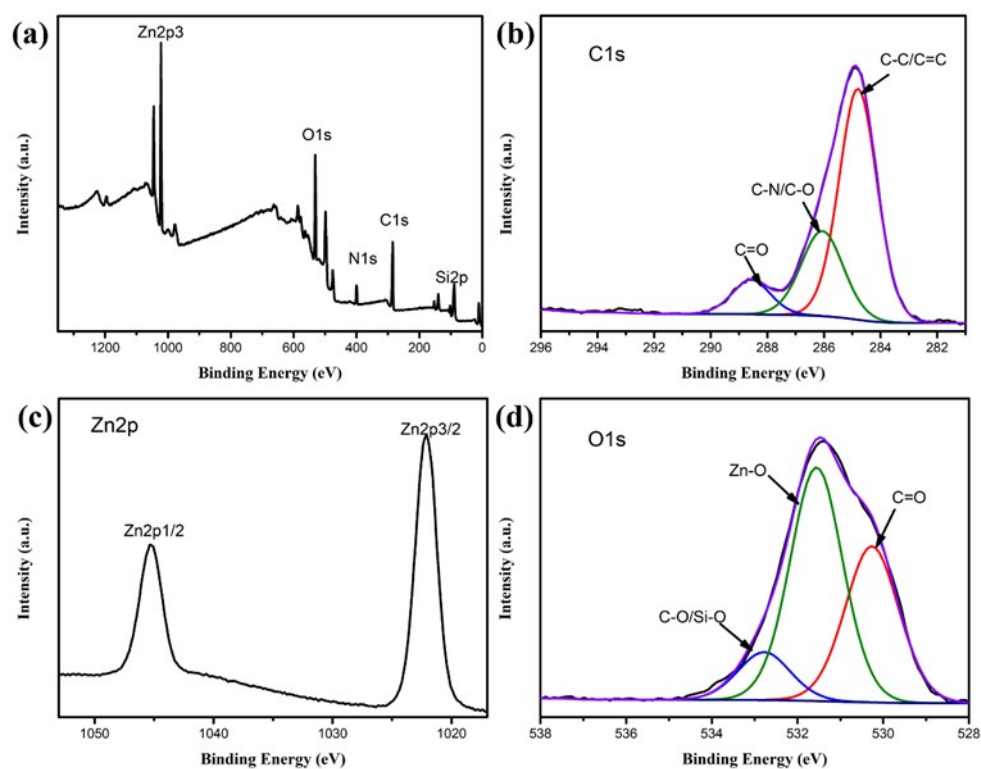 (a)
Zn2p3
O1s
C1s
N1s
Si2p
Intensity (a.u.)
1200 1000 800 600 400 200 0
Binding Energy (eV)
(b)
C1s
C-C/C=C
C-N/C-O
C=O
Intensity (a.u.)
296 294 292 290 288 286 284 282
Binding Energy (eV)
(c)
Zn2p
Zn2p3/2
Zn2p1/2
Intensity (a.u.)
1050 1040 1030 1020
Binding Energy (eV)
(d)
O1s
Zn-O
C=O
C-O/Si-O
Intensity (a.u.)
538 536 534 532 530 528
Binding Energy (eV)